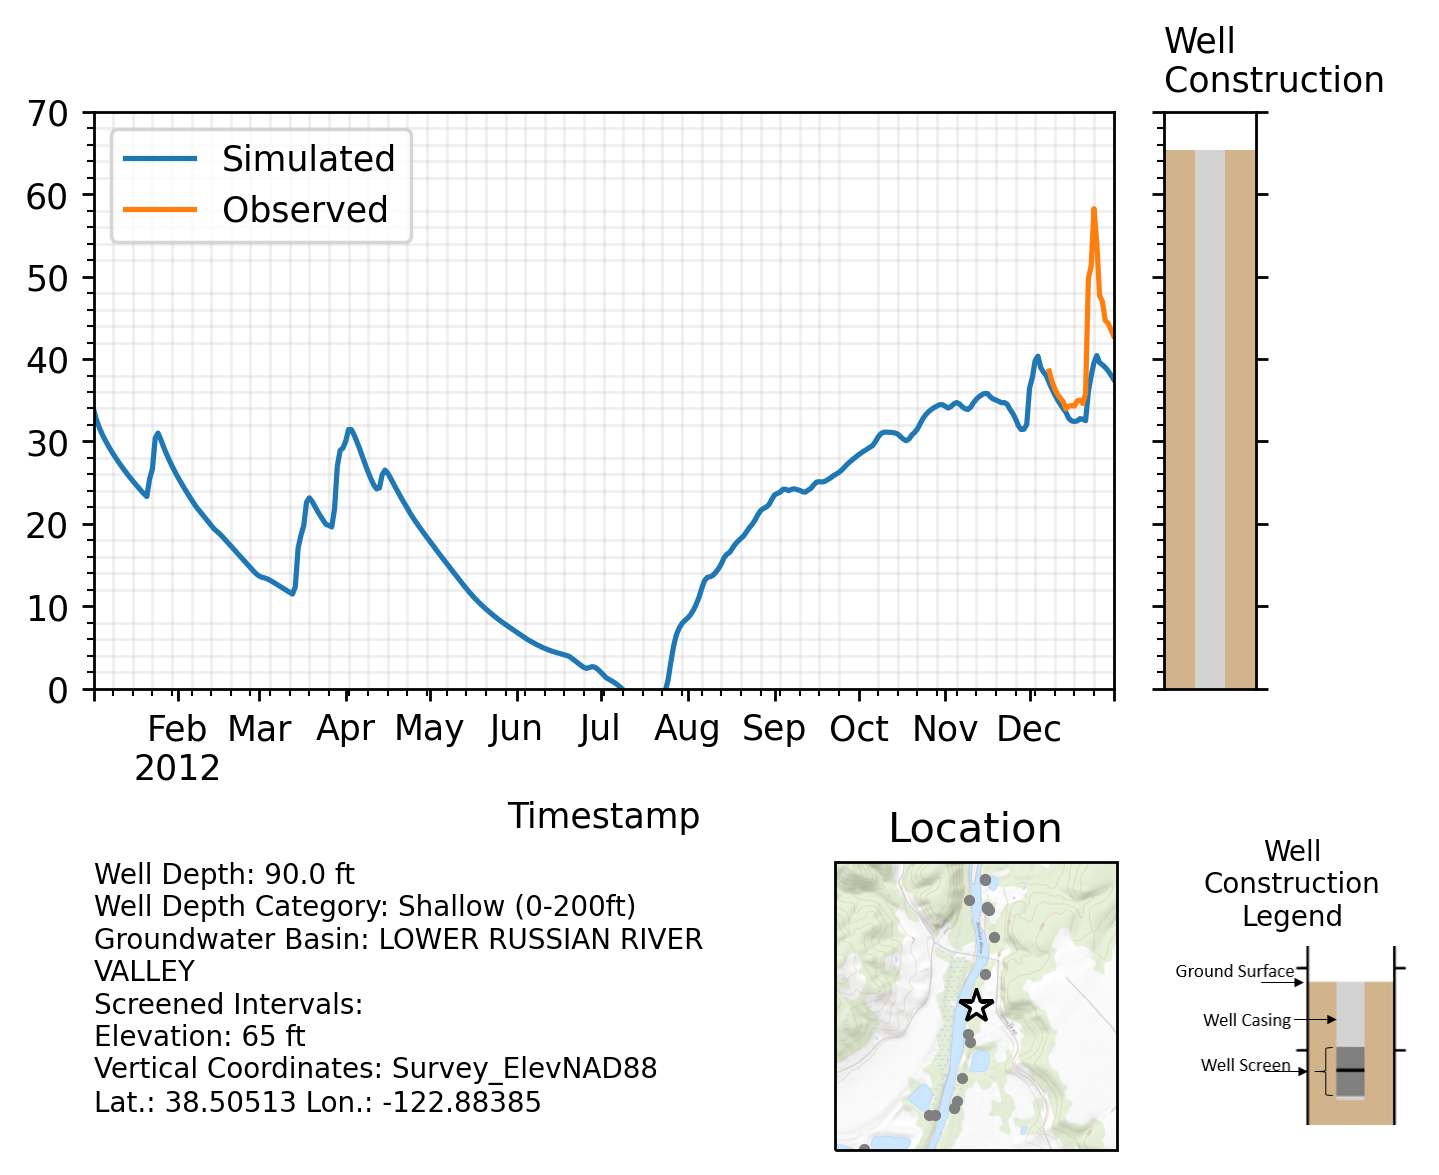 Well
Construction
70
60
50
40
30
20
10
0
Simulated
Observed
Feb Mar Apr May Jun Jul Aug Sep Oct Nov Dec
2012
Timestamp
Well Depth: 90.0 ft
Well Depth Category: Shallow (0-200ft)
Groundwater Basin: LOWER RUSSIAN RIVER
VALLEY
Screened Intervals:
Elevation: 65 ft
Vertical Coordinates: Survey_ElevNAD88
Lat.: 38.50513 Lon.: -122.88385
Location
Well
Construction
Legend
Ground Surface
Well Casing
Well Screen